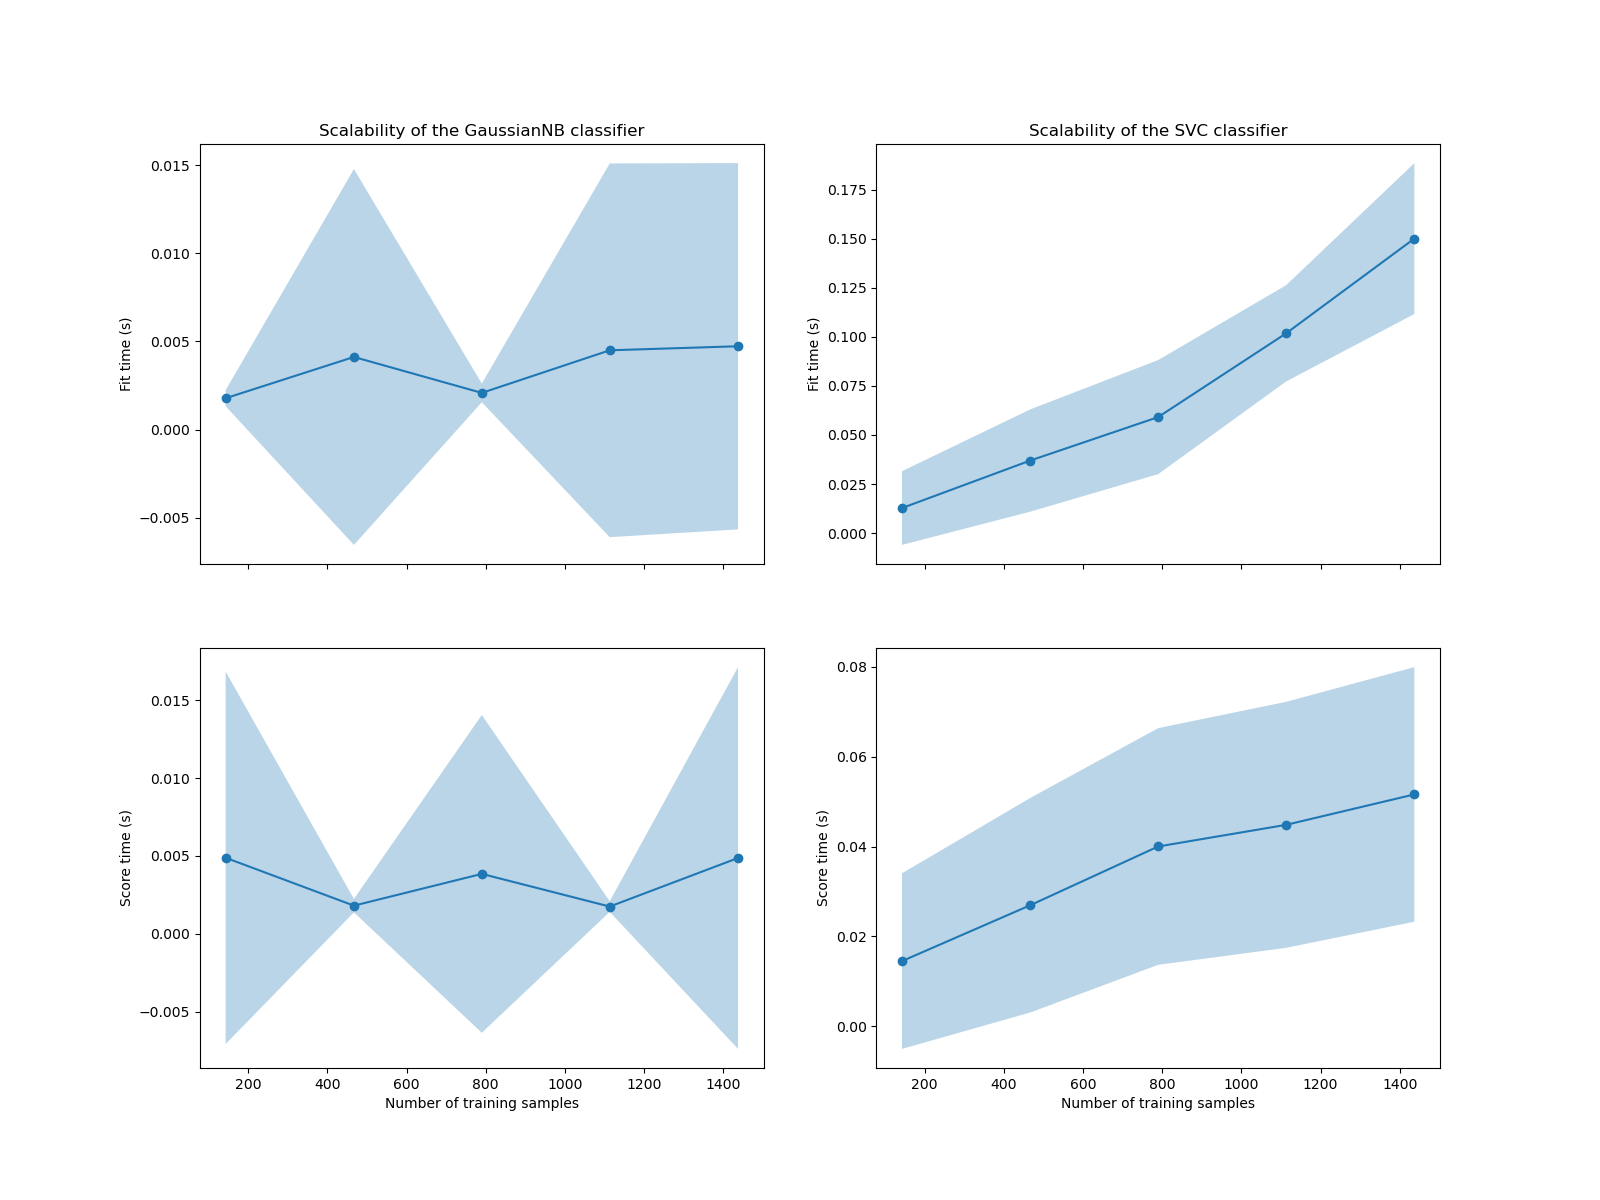 Scalability of the GaussianNB classifier
0.015
0.010
0.005
0.000
−0.005
Fit time (s)
Scalability of the SVC classifier
0.175
0.150
0.125
0.100
0.075
0.050
0.025
0.000
Fit time (s)
0.015
0.010
0.005
0.000
−0.005
Score time (s)
200 400 600 800 1000 1200 1400
Number of training samples
0.08
0.06
0.04
0.02
0.00
Score time (s)
200 400 600 800 1000 1200 1400
Number of training samples